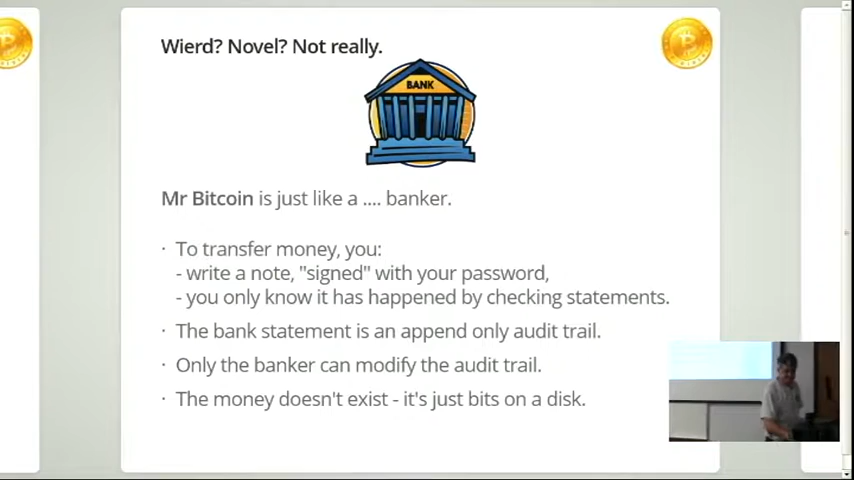 Wierd? Novel? Not really.
BANK
Mr Bitcoin is just like a .... banker.
· To transfer money, you:
- write a note, "signed" with your password,
- you only know it has happened by checking statements.
· The bank statement is an append only audit trail.
· Only the banker can modify the audit trail.
· The money doesn't exist - it's just bits on a disk.